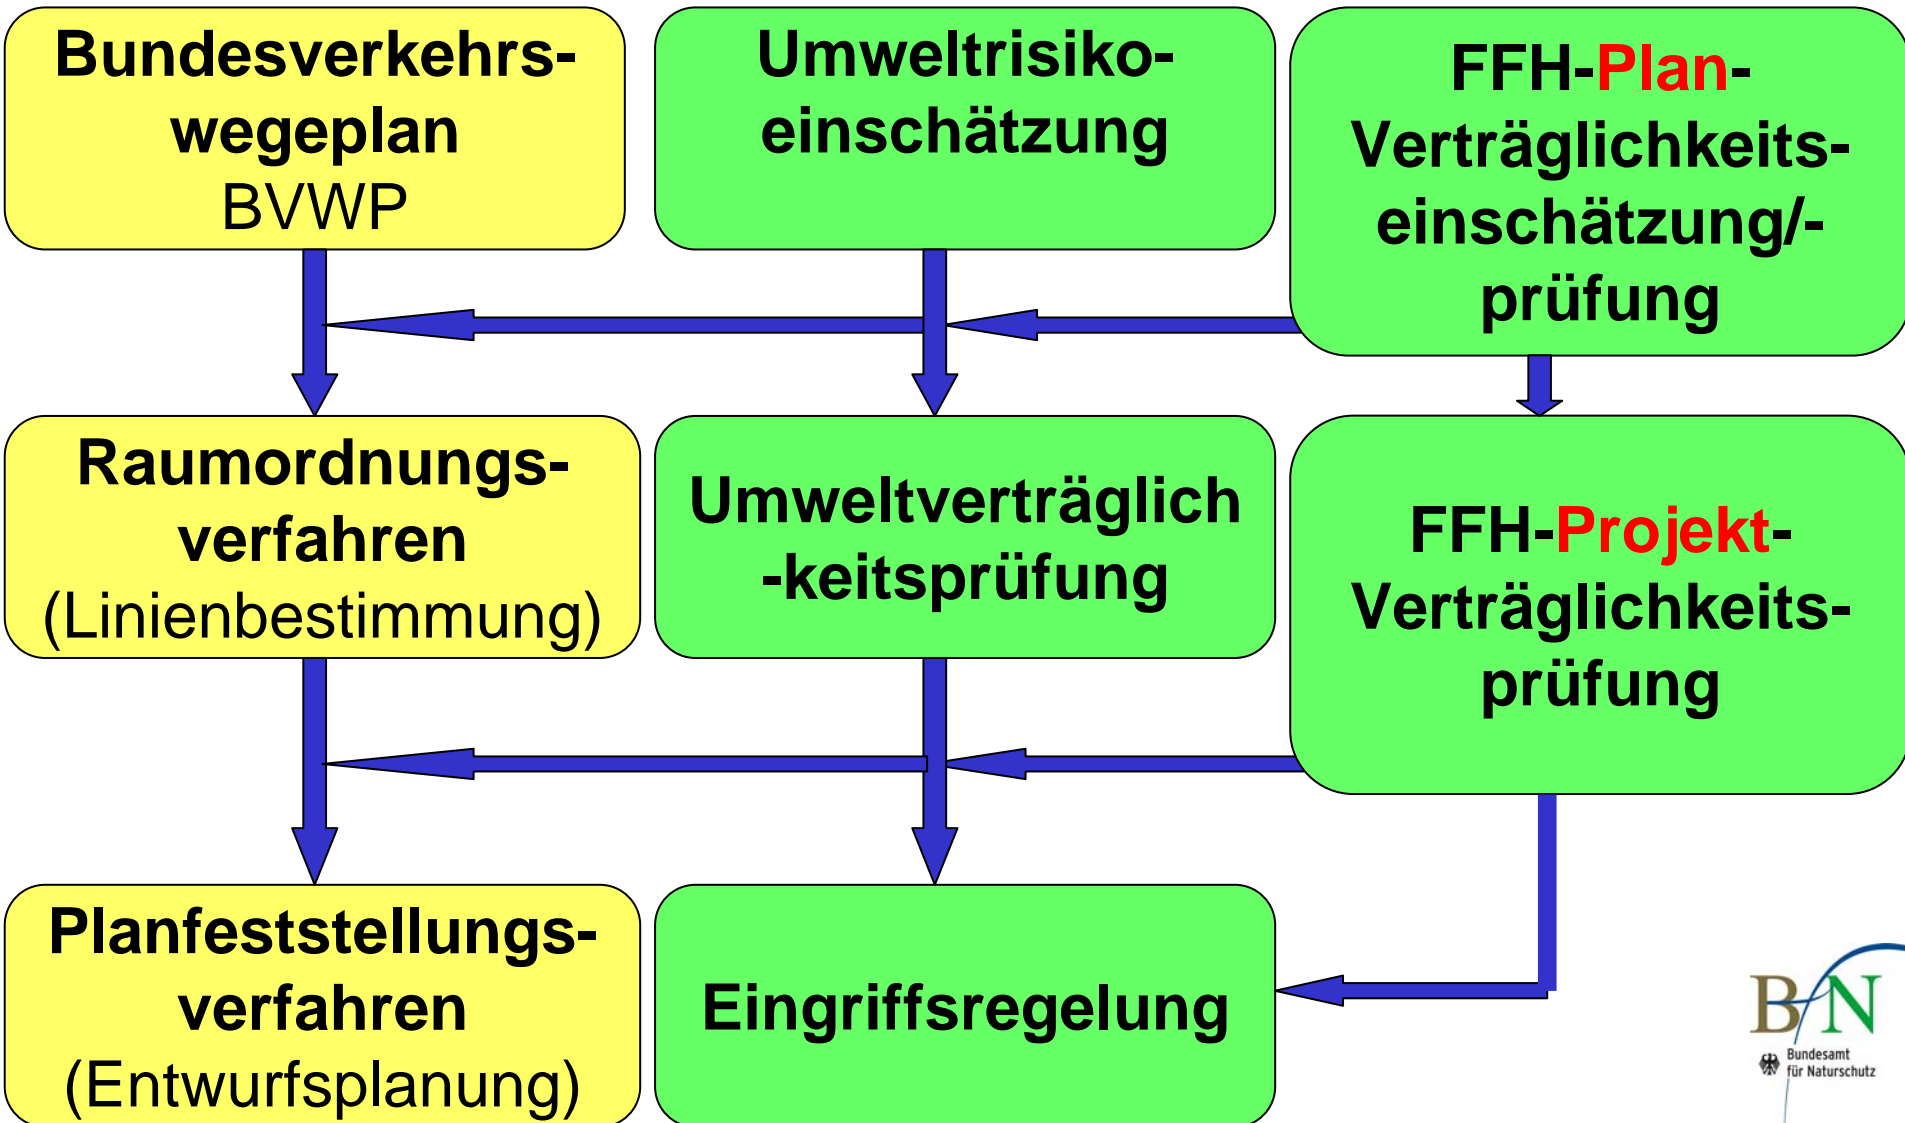 Bundesverkehrs-
wegeplan
BVWP
Umweltrisiko-
einschätzung
FFH-Plan-
Verträglichkeits-
einschätzung/-
prüfung
Raumordnungs-
verfahren
(Linienbestimmung)
Umweltverträglich
-keitsprüfung
FFH-Projekt-
Verträglichkeits-
prüfung
Planfeststellungs-
verfahren
(Entwurfsplanung)
Eingriffsregelung
BfN
Bundesamt
für Naturschutz